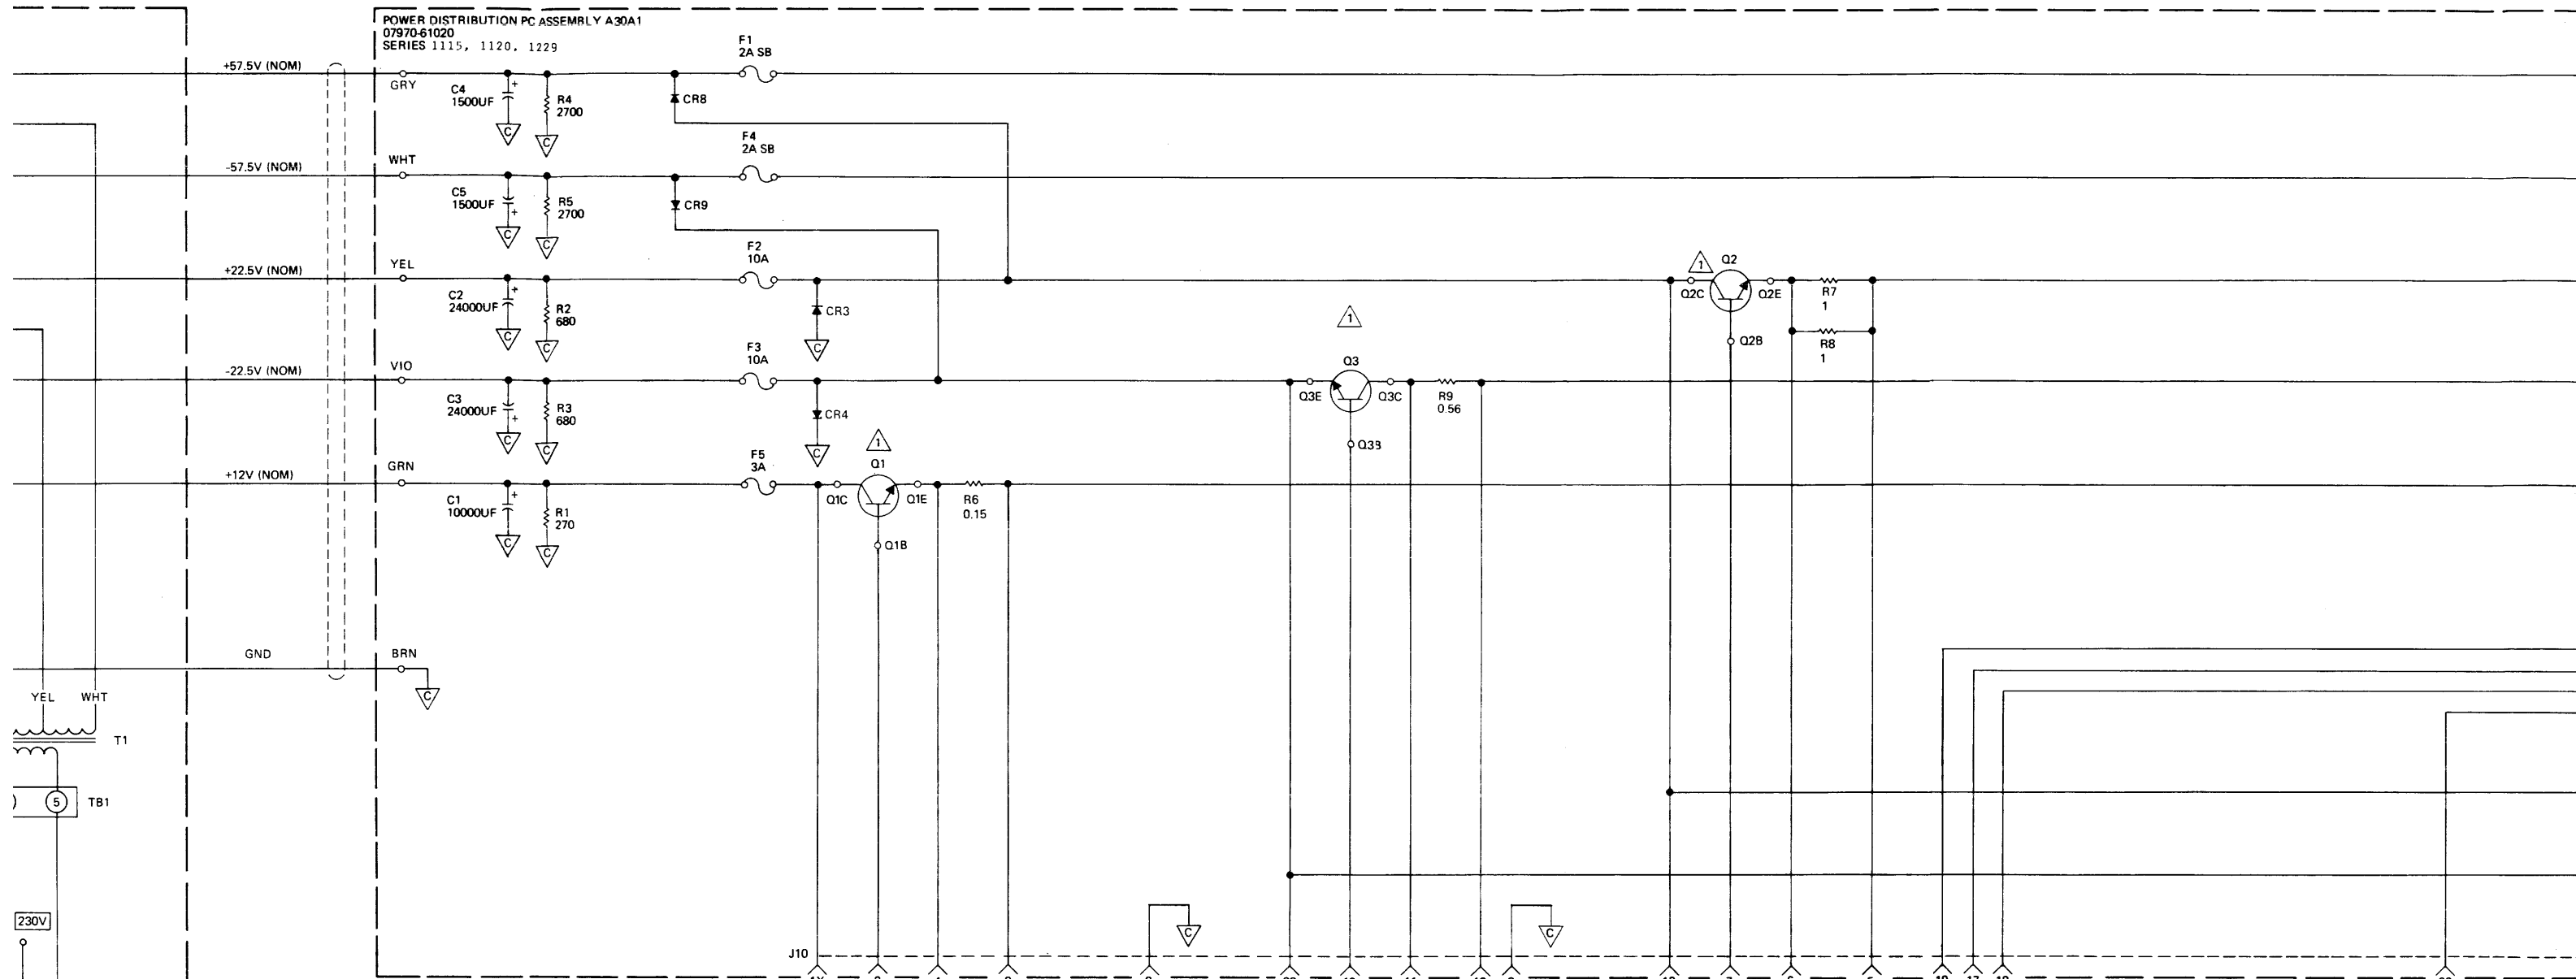 POWER DISTRIBUTION PC ASSEMBLY A30A1
07970-61020
SERIES 1115, 1120, 1229
+57.5V (NOM)
GRY
C4
1500UF
+
R4
2700
C
C
CR8
F1
2A SB
-57.5V (NOM)
WHT
C5
1500UF
+
R5
2700
C
C
CR9
F4
2A SB
+22.5V (NOM)
YEL
C2
24000UF
+
R2
680
C
C
F2
10A
CR3
C
1
Q2
Q2C
Q2E
Q2B
R7
1
R8
1
-22.5V (NOM)
VIO
C3
24000UF
+
R3
680
C
C
F3
10A
CR4
C
1
Q3
Q3E
Q3C
Q3B
R9
0.56
+12V (NOM)
GRN
C1
10000UF
+
R1
270
C
C
F5
3A
1
Q1
Q1C
Q1E
Q1B
R6
0.15
GND
BRN
C
YEL
WHT
T1
5
TB1
230V
C
C
J10